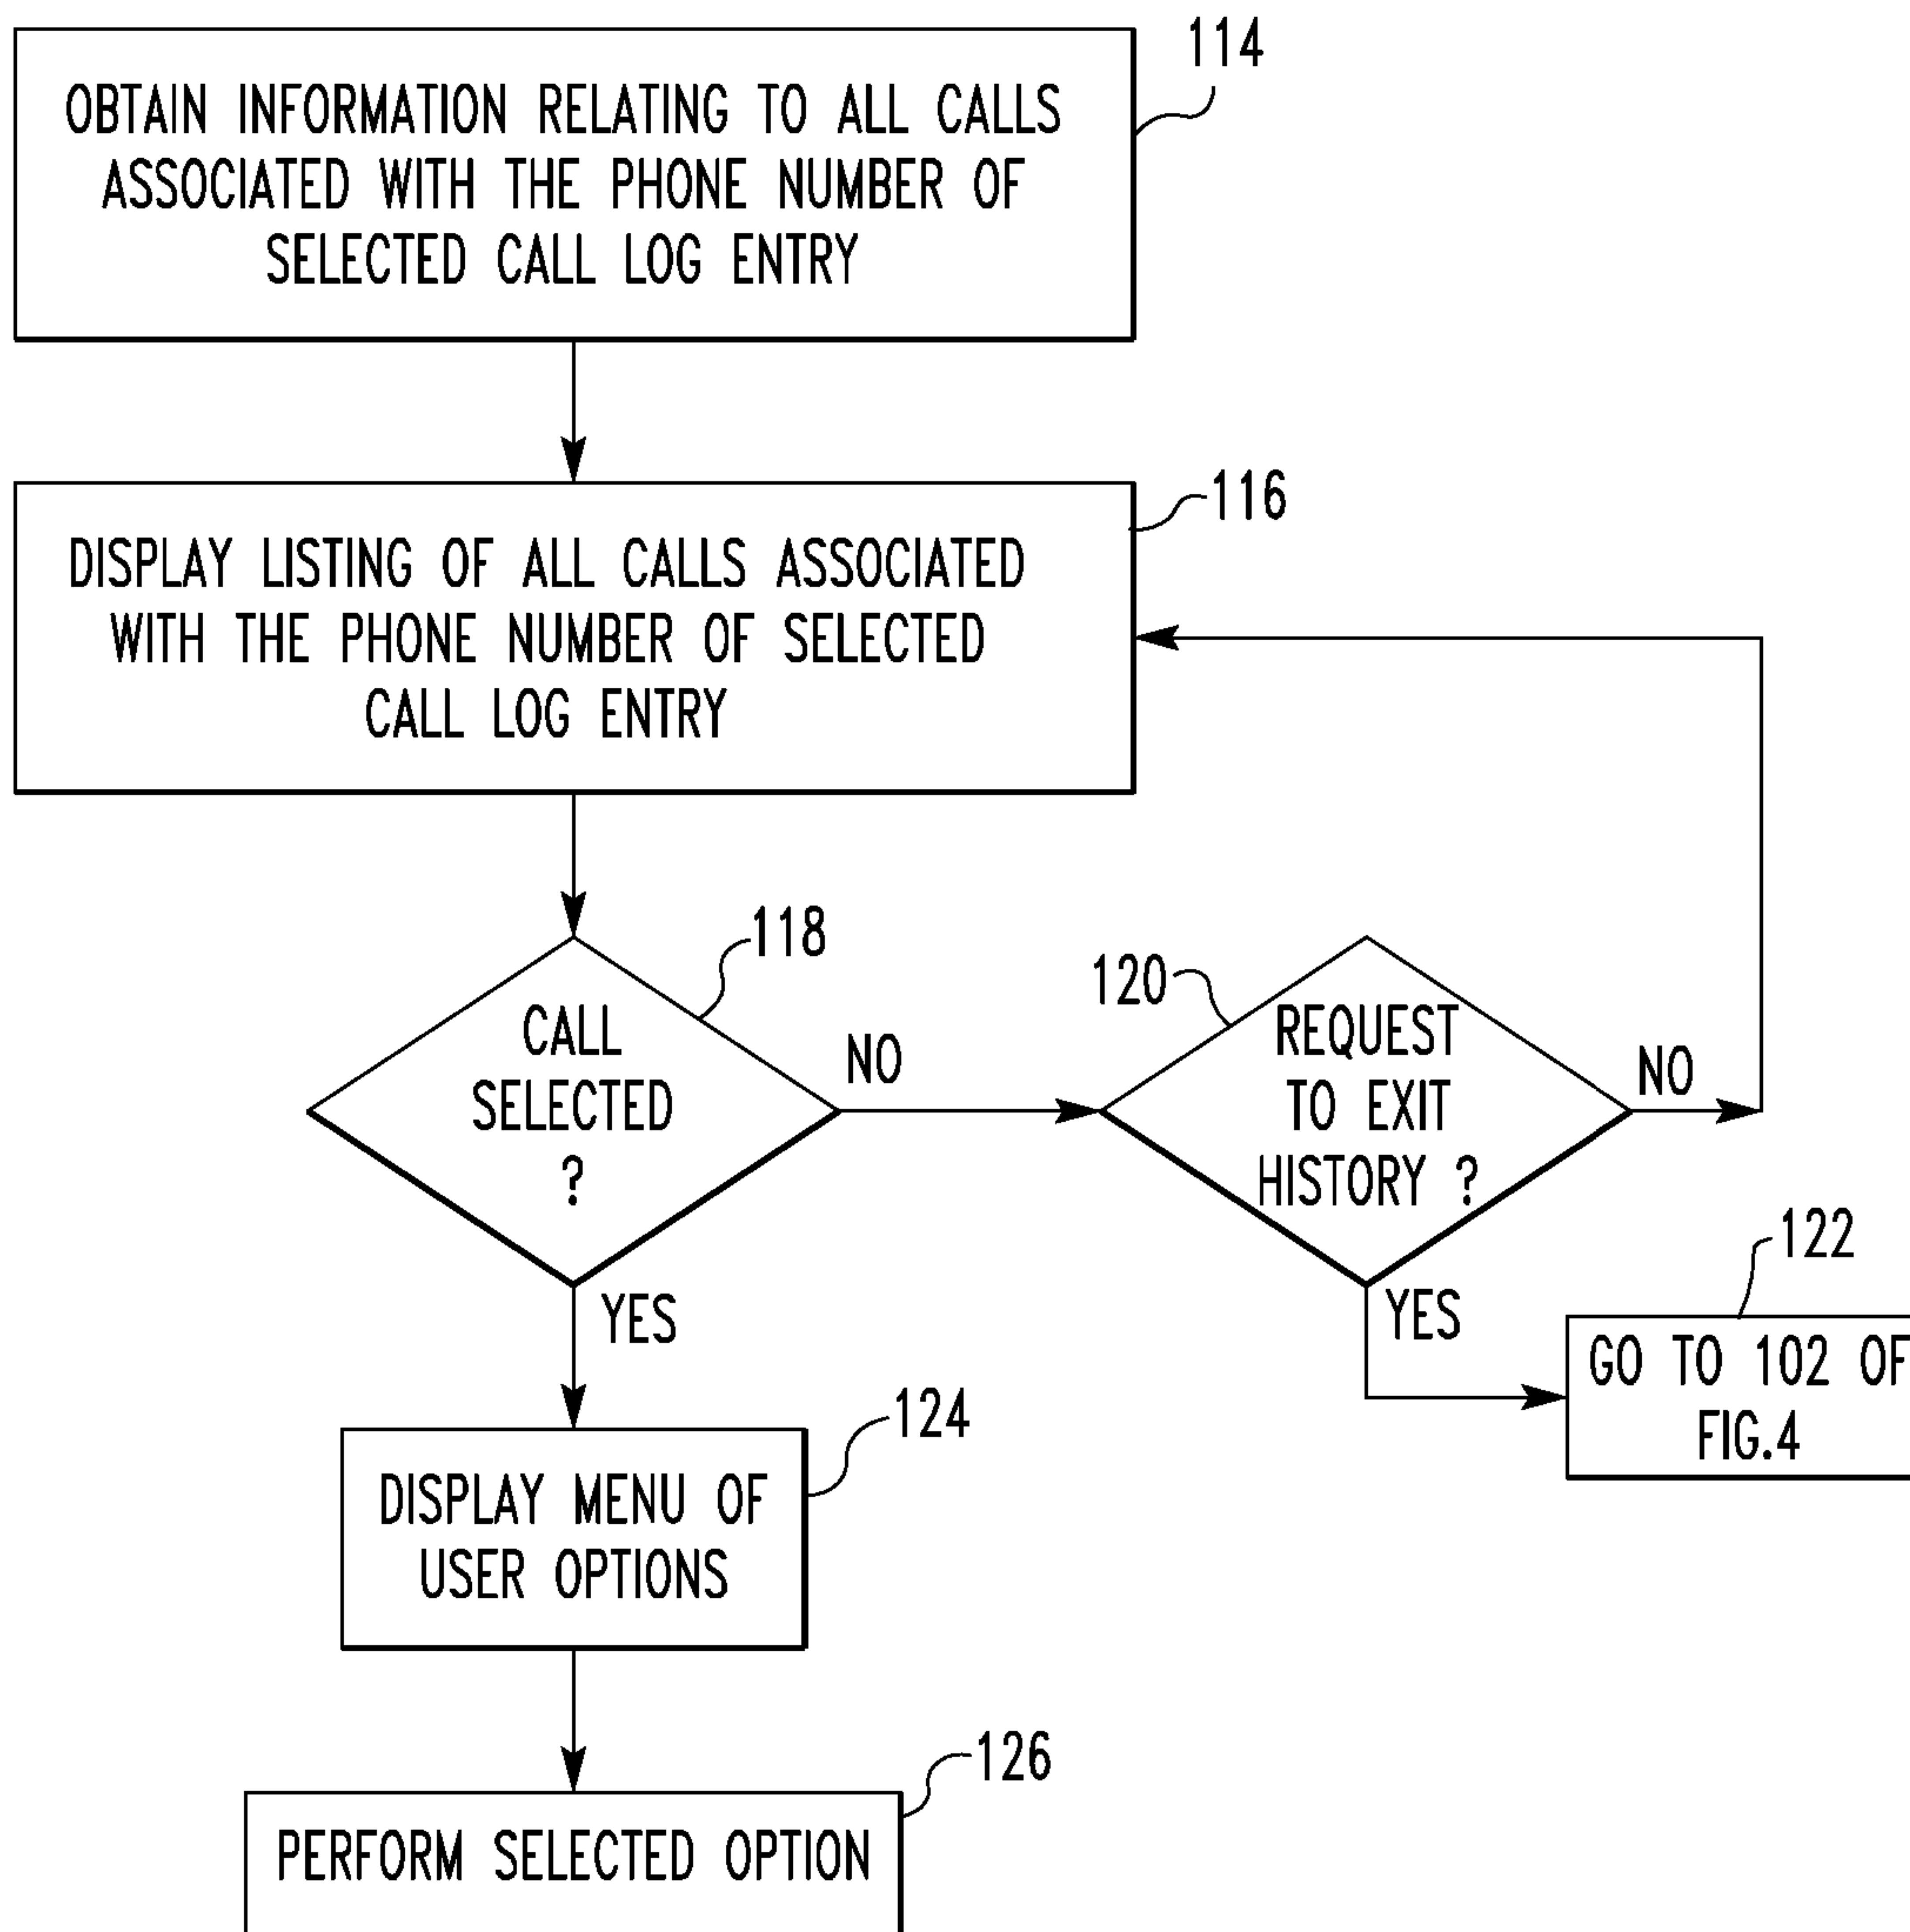 114
OBTAIN INFORMATION RELATING TO ALL CALLS
ASSOCIATED WITH THE PHONE NUMBER OF
SELECTED CALL LOG ENTRY
116
DISPLAY LISTING OF ALL CALLS ASSOCIATED
WITH THE PHONE NUMBER OF SELECTED
CALL LOG ENTRY
118
CALL
SELECTED
?
NO
120
REQUEST
TO EXIT
HISTORY ?
NO
YES
122
GO TO 102 OF
FIG.4
YES
124
DISPLAY MENU OF
USER OPTIONS
126
PERFORM SELECTED OPTION